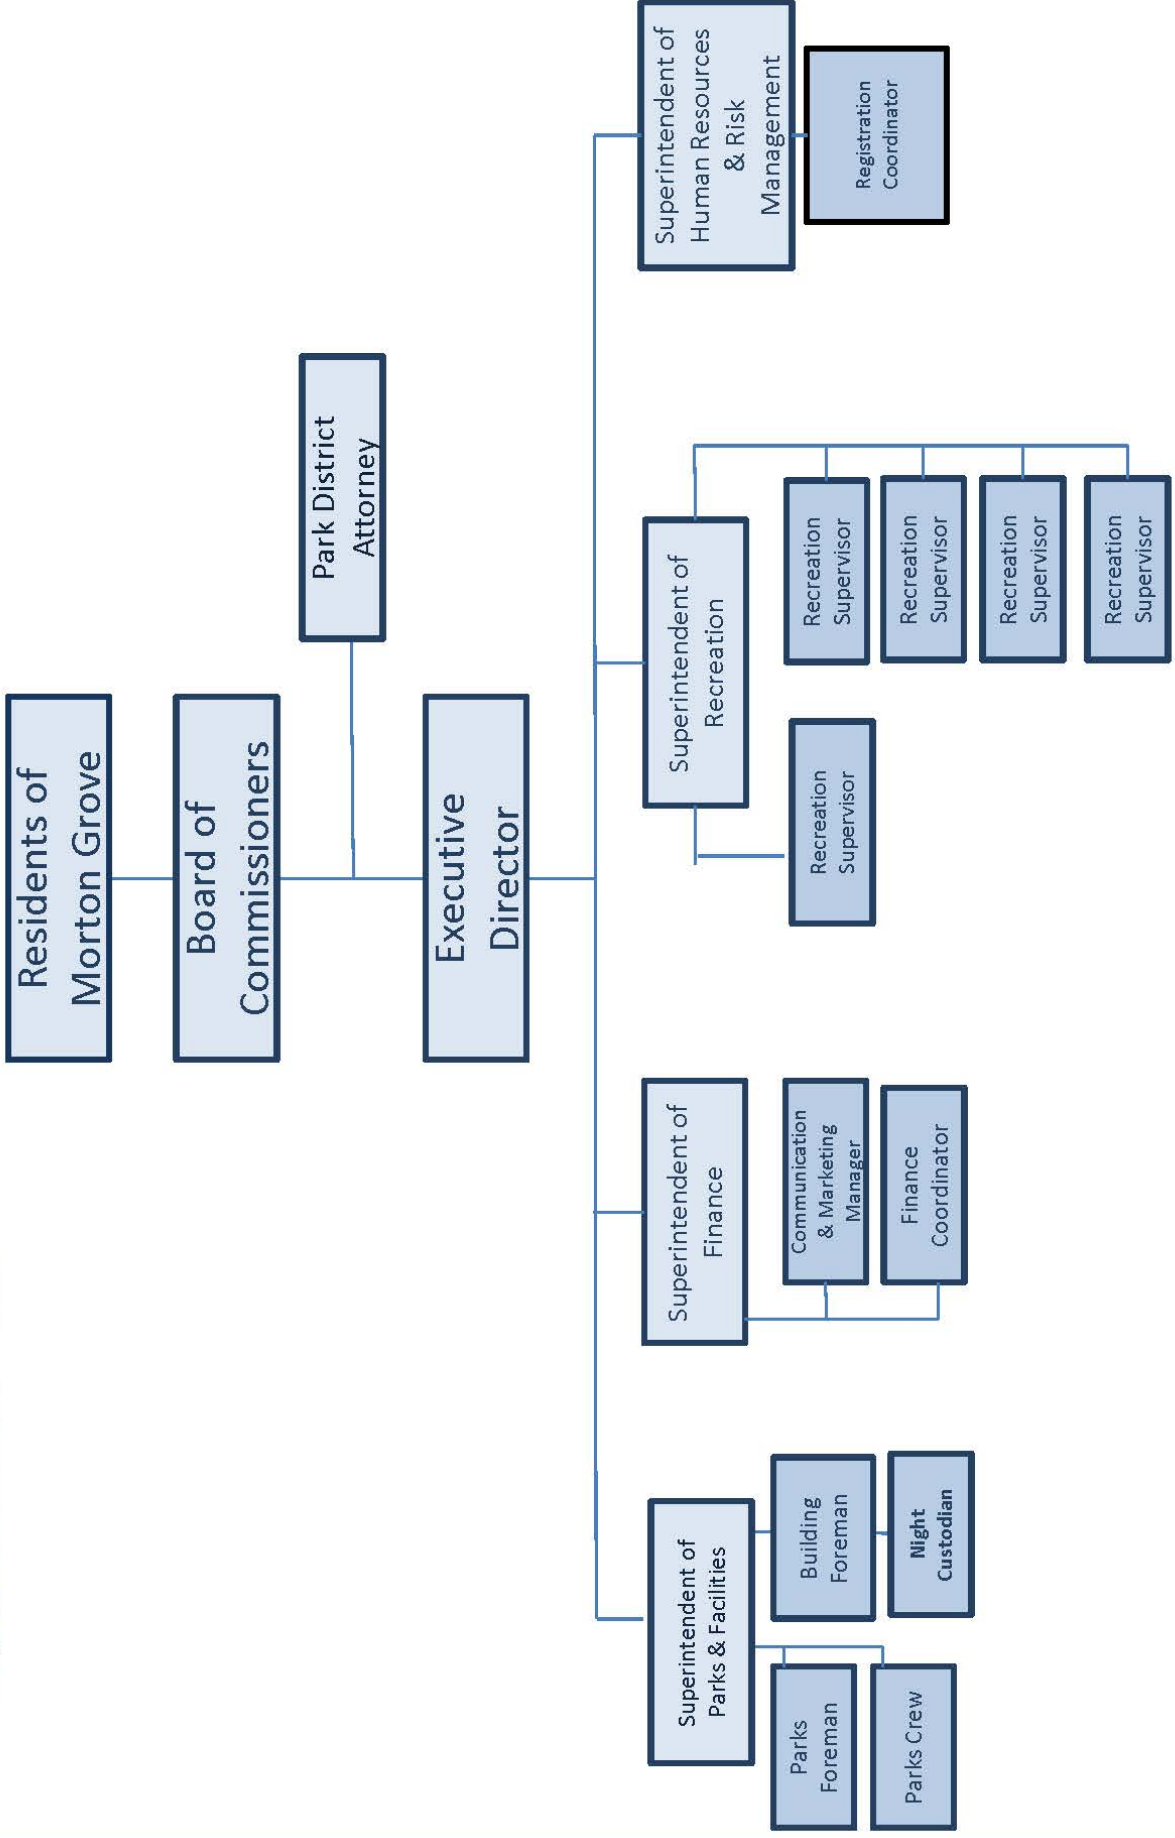 Residents of
Morton Grove
Board of
Commissioners
Park District
Attorney
Executive
Director
Superintendent of
Parks & Facilities
Parks
Foreman
Parks Crew
Building
Foreman
Night
Custodian
Superintendent of
Finance
Communication
& Marketing
Manager
Finance
Coordinator
Superintendent of
Recreation
Recreation
Supervisor
Recreation
Supervisor
Recreation
Supervisor
Recreation
Supervisor
Recreation
Supervisor
Superintendent of
Human Resources
& Risk
Management
Registration
Coordinator